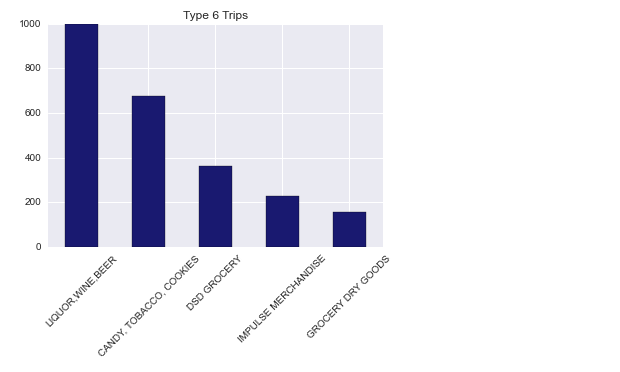 Type 6 Trips
1000
800
600
400
200
0
LIQUOR,WINE,BEER
CANDY, TOBACCO, COOKIES
DSD GROCERY
IMPULSE MERCHANDISE
GROCERY DRY GOODS